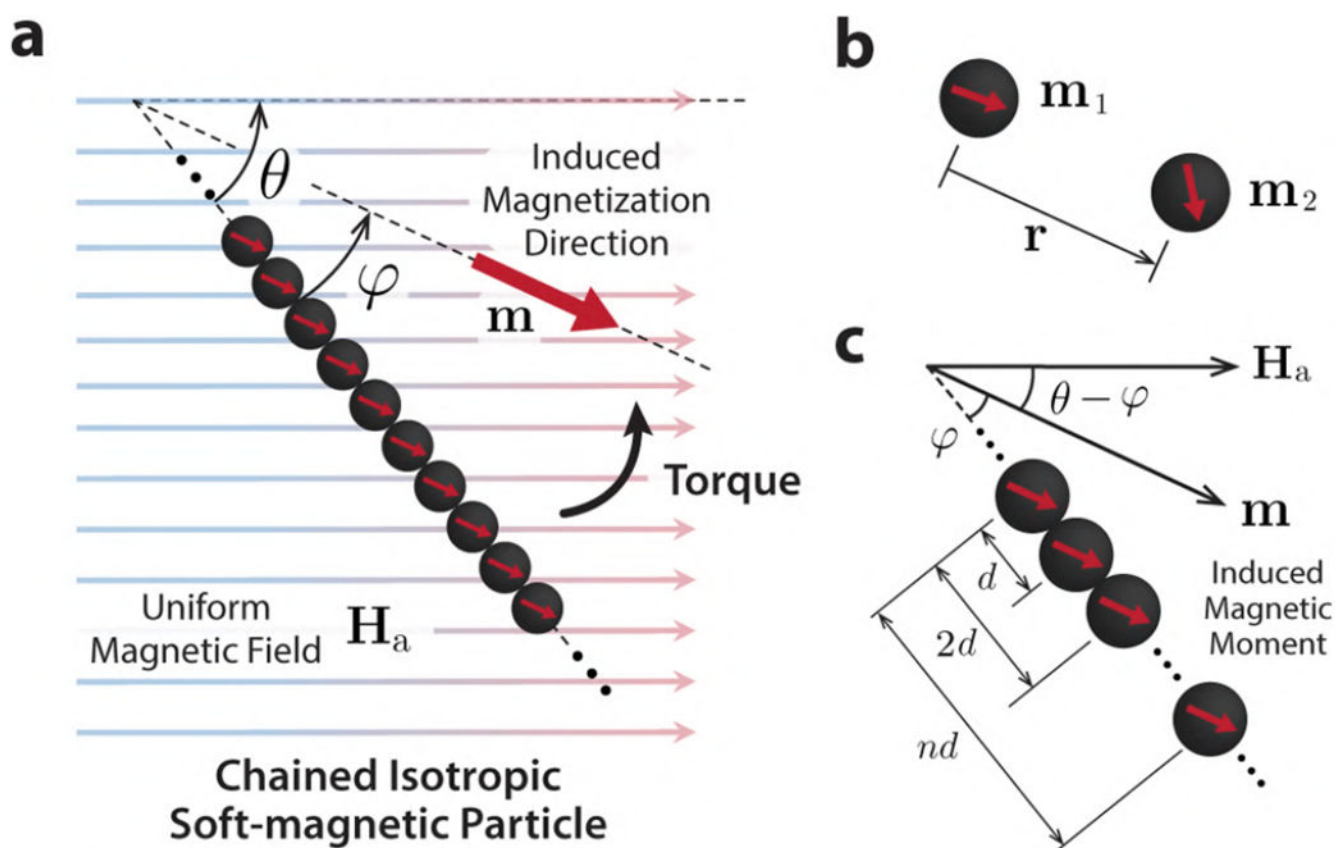 a
θ
Induced
Magnetization
Direction
φ
m
Torque
Uniform
Magnetic Field
Hₐ
Chained Isotropic
Soft-magnetic Particle
b
m₁
m₂
r
c
Hₐ
θ − φ
φ
m
d
2d
nd
Induced
Magnetic
Moment